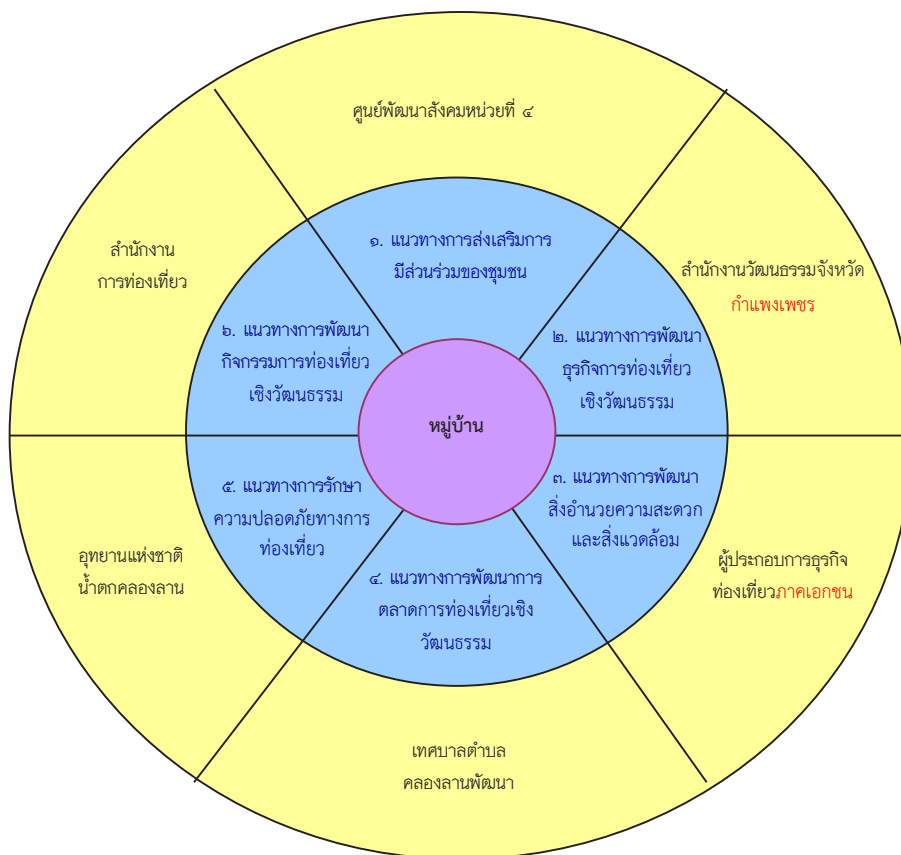 ศูนย์พัฒนาสังคมหน่วยที่ ๔
สำนักงานวัฒนธรรมจังหวัด
กำแพงเพชร
ผู้ประกอบการธุรกิจ
ท่องเที่ยวภาคเอกชน
เทศบาลตำบล
คลองลานพัฒนา
อุทยานแห่งชาติ
น้ำตกคลองลาน
สำนักงาน
การท่องเที่ยว
๑. แนวทางการส่งเสริมการ
มีส่วนร่วมของชุมชน
๒. แนวทางการพัฒนา
ธุรกิจการท่องเที่ยว
เชิงวัฒนธรรม
๓. แนวทางการพัฒนา
สิ่งอำนวยความสะดวก
และสิ่งแวดล้อม
๔. แนวทางการพัฒนาการ
ตลาดการท่องเที่ยวเชิง
วัฒนธรรม
๕. แนวทางการรักษา
ความปลอดภัยทางการ
ท่องเที่ยว
๖. แนวทางการพัฒนา
กิจกรรมการท่องเที่ยว
เชิงวัฒนธรรม
หมู่บ้าน